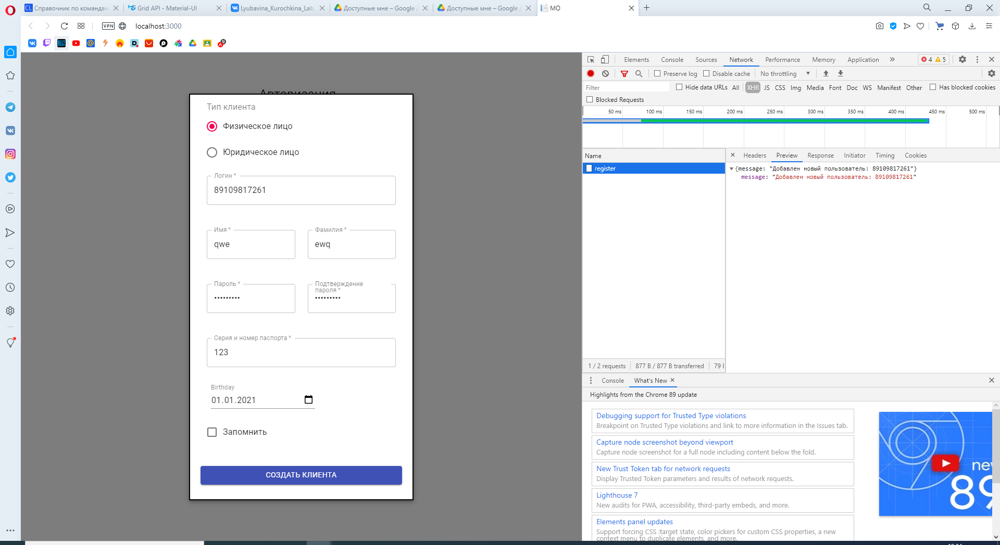 Справочник по командам
Grid API - Material-UI
Lyubavina_Kurochkina_Lab
Доступные мне – Google Д
Доступные мне – Google Д
MO
VPN
localhost:3000
Авторизация
Тип клиента
Физическое лицо
Юридическое лицо
Логин *
89109817261
Имя *
Фамилия *
qwe
ewq
Пароль *
Подтверждение
пароля *
•••••••••
•••••••••
Серия и номер паспорта *
123
Birthday
01.01.2021
Запомнить
СОЗДАТЬ КЛИЕНТА
Elements
Console
Sources
Network
Performance
Memory
Application
4
5
Preserve log
Disable cache
No throttling
Filter
Hide data URLs
All
XHR
JS
CSS
Img
Media
Font
Doc
WS
Manifest
Other
Has blocked cookies
Blocked Requests
50 ms
100 ms
150 ms
200 ms
250 ms
300 ms
350 ms
400 ms
450 ms
500 ms
Name
register
Headers
Preview
Response
Initiator
Timing
Cookies
{message: "Добавлен новый пользователь: 89109817261"}
message: "Добавлен новый пользователь: 89109817261"
1 / 2 requests
877 B / 877 B transferred
79 B
Console
What's New
Highlights from the Chrome 89 update
Debugging support for Trusted Type violations
Breakpoint on Trusted Type violations and link to more information in the Issues tab.
Capture node screenshot beyond viewport
Capture node screenshot for a full node including content below the fold.
New Trust Token tab for network requests
Display Trusted Token parameters and results of network requests.
Lighthouse 7
New audits for PWA, accessibility, third-party embeds, and more.
Elements panel updates
Support forcing CSS :target state, color pickers for custom CSS properties, a new
context menu to duplicate elements, and more.
new
89